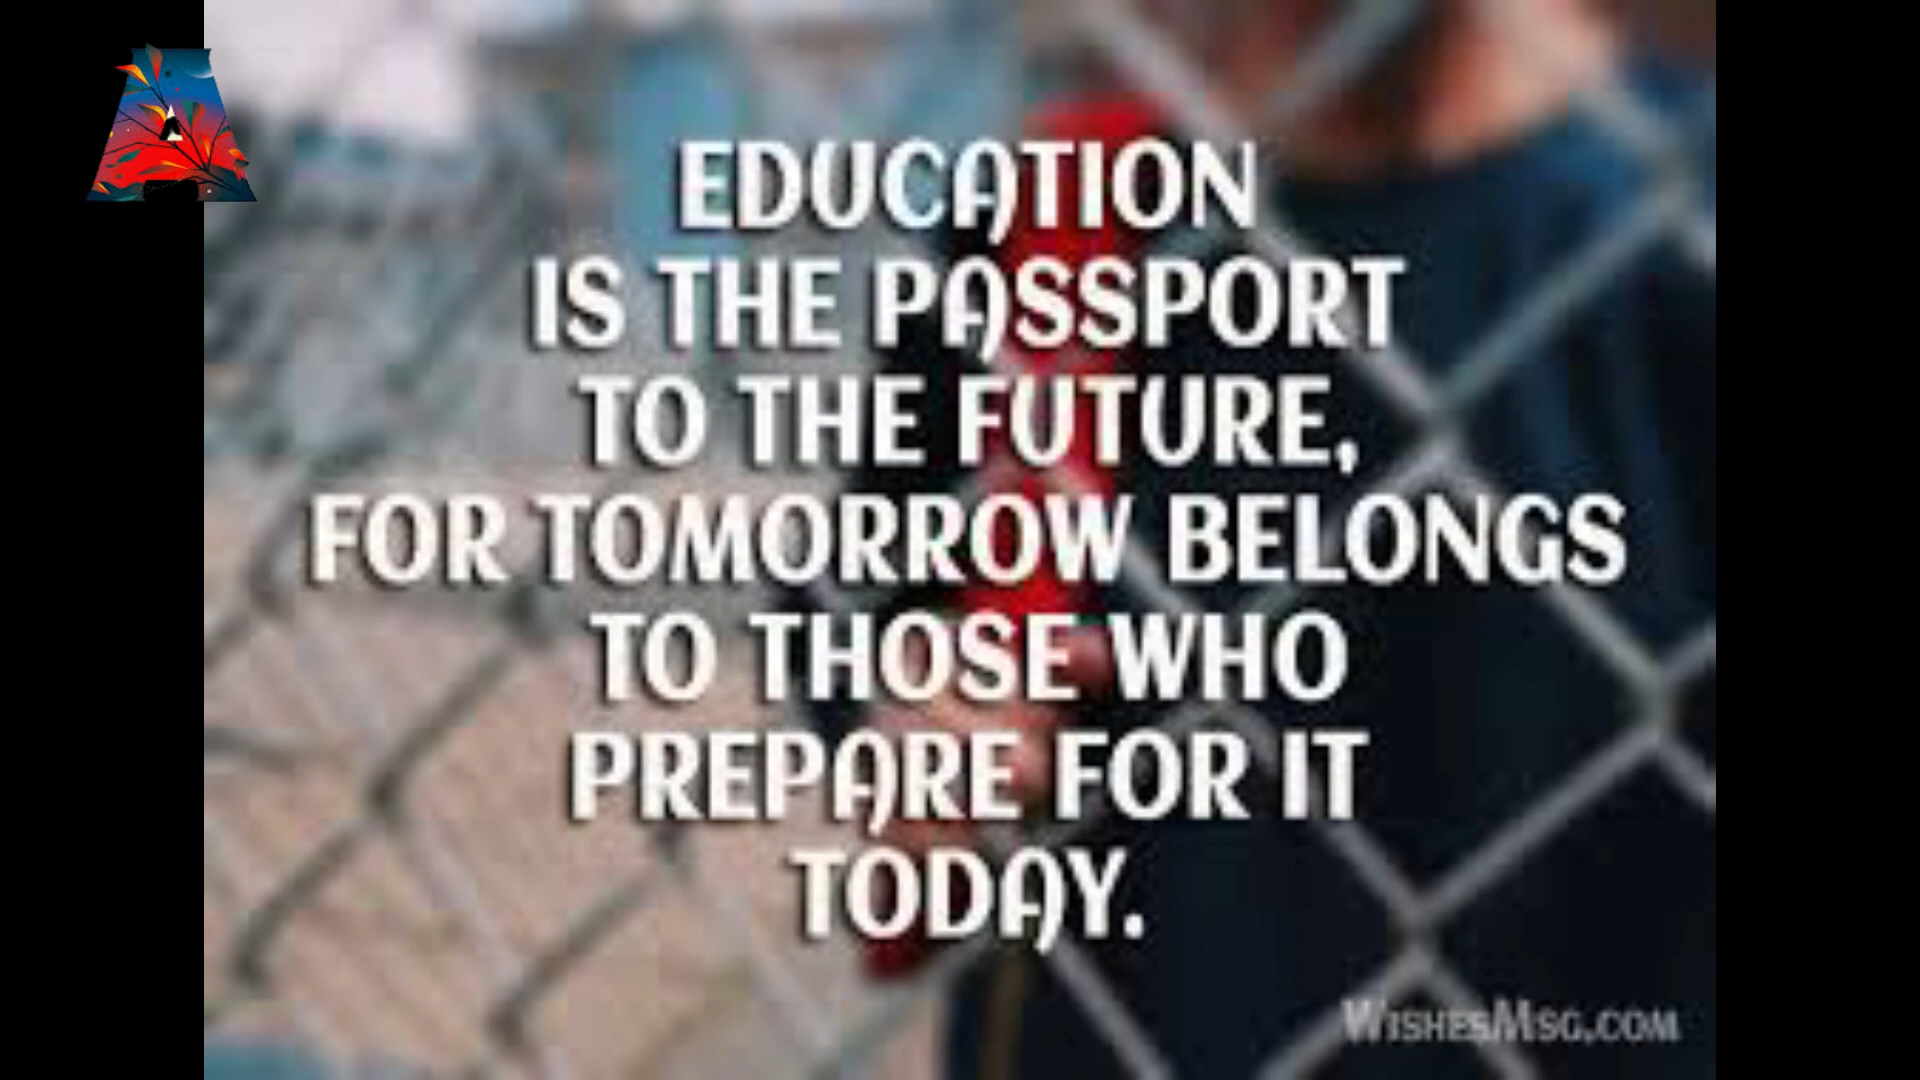 EDUCATION
IS THE PASSPORT
TO THE FUTURE,
FOR TOMORROW BELONGS
TO THOSE WHO
PREPARE FOR IT
TODAY.
WISHESMSG.COM
A